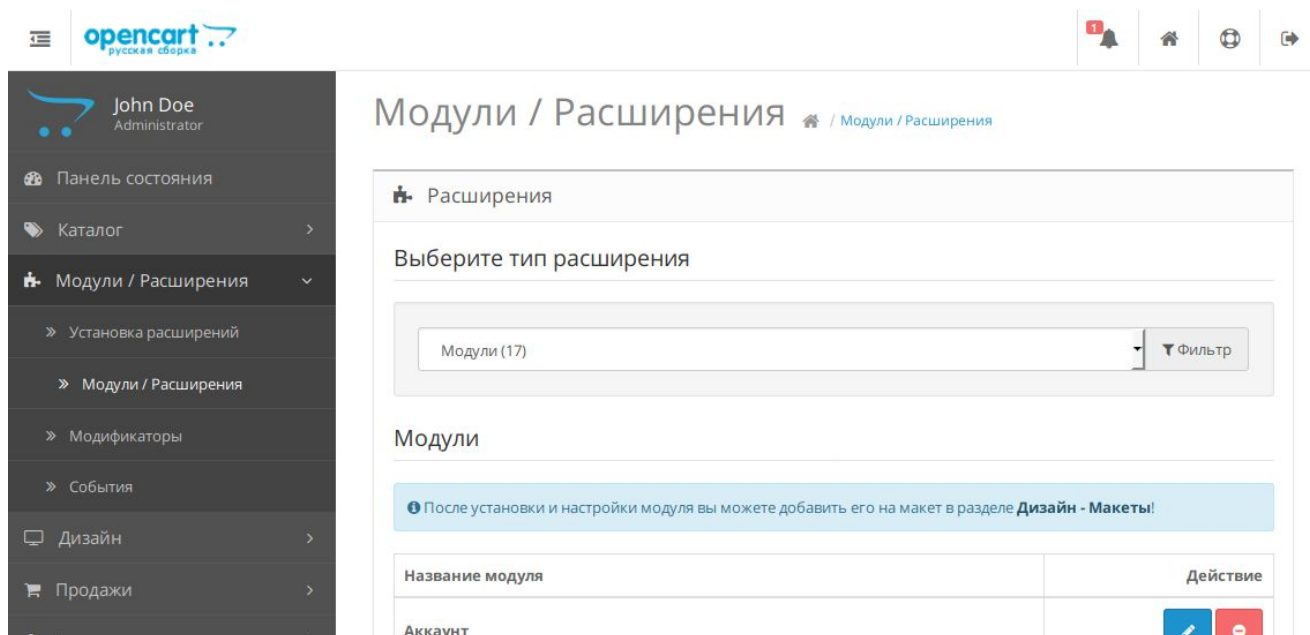 opencart
русская сборка
1
John Doe
Administrator
Модули / Расширения
/ Модули / Расширения
Панель состояния
Каталог
Модули / Расширения
Установка расширений
Модули / Расширения
Модификаторы
События
Дизайн
Продажи
Расширения
Выберите тип расширения
Модули (17)
Фильтр
Модули
После установки и настройки модуля вы можете добавить его на макет в разделе Дизайн - Макеты!
Название модуля Действие
Аккаунт